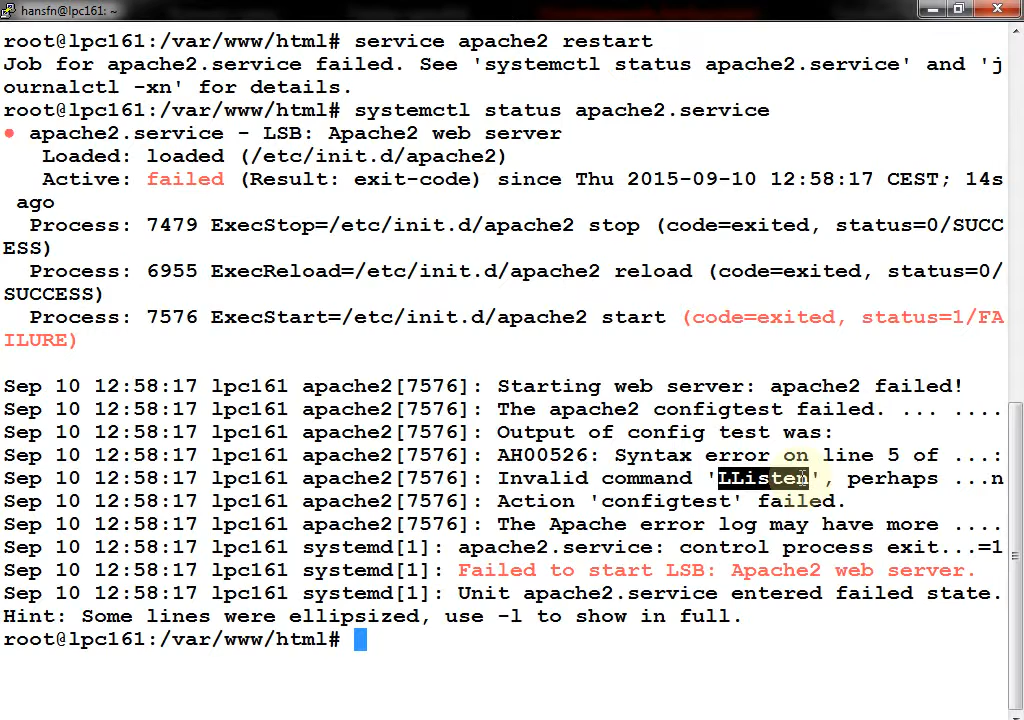 hansfn@lpc161: ~
root@lpc161:/var/www/html# service apache2 restart
Job for apache2.service failed. See 'systemctl status apache2.service' and 'j
ournalctl -xn' for details.
root@lpc161:/var/www/html# systemctl status apache2.service
● apache2.service - LSB: Apache2 web server
   Loaded: loaded (/etc/init.d/apache2)
   Active: failed (Result: exit-code) since Thu 2015-09-10 12:58:17 CEST; 14s
 ago
  Process: 7479 ExecStop=/etc/init.d/apache2 stop (code=exited, status=0/SUCC
ESS)
  Process: 6955 ExecReload=/etc/init.d/apache2 reload (code=exited, status=0/
SUCCESS)
  Process: 7576 ExecStart=/etc/init.d/apache2 start (code=exited, status=1/FA
ILURE)
Sep 10 12:58:17 lpc161 apache2[7576]: Starting web server: apache2 failed!
Sep 10 12:58:17 lpc161 apache2[7576]: The apache2 configtest failed. ... ....
Sep 10 12:58:17 lpc161 apache2[7576]: Output of config test was:
Sep 10 12:58:17 lpc161 apache2[7576]: AH00526: Syntax error on line 5 of ...:
Sep 10 12:58:17 lpc161 apache2[7576]: Invalid command 'LListen', perhaps ...n
Sep 10 12:58:17 lpc161 apache2[7576]: Action 'configtest' failed.
Sep 10 12:58:17 lpc161 apache2[7576]: The Apache error log may have more ....
Sep 10 12:58:17 lpc161 systemd[1]: apache2.service: control process exit...=1
Sep 10 12:58:17 lpc161 systemd[1]: Failed to start LSB: Apache2 web server.
Sep 10 12:58:17 lpc161 systemd[1]: Unit apache2.service entered failed state.
Hint: Some lines were ellipsized, use -l to show in full.
root@lpc161:/var/www/html#